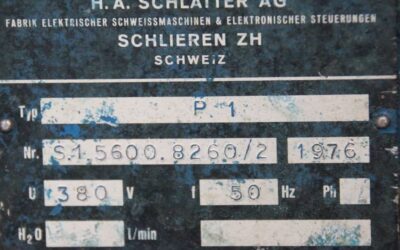 H. A. SCHLATTER AG
FABRIK ELEKTRISCHER SCHWEISSMASCHINEN & ELEKTRONISCHER STEUERUNGEN
SCHLIEREN ZH
SCHWEIZ
Typ P 1
Nr. S1.5600.8260/2 1976
U 380 V f 50 Hz Ph
H₂O l/min